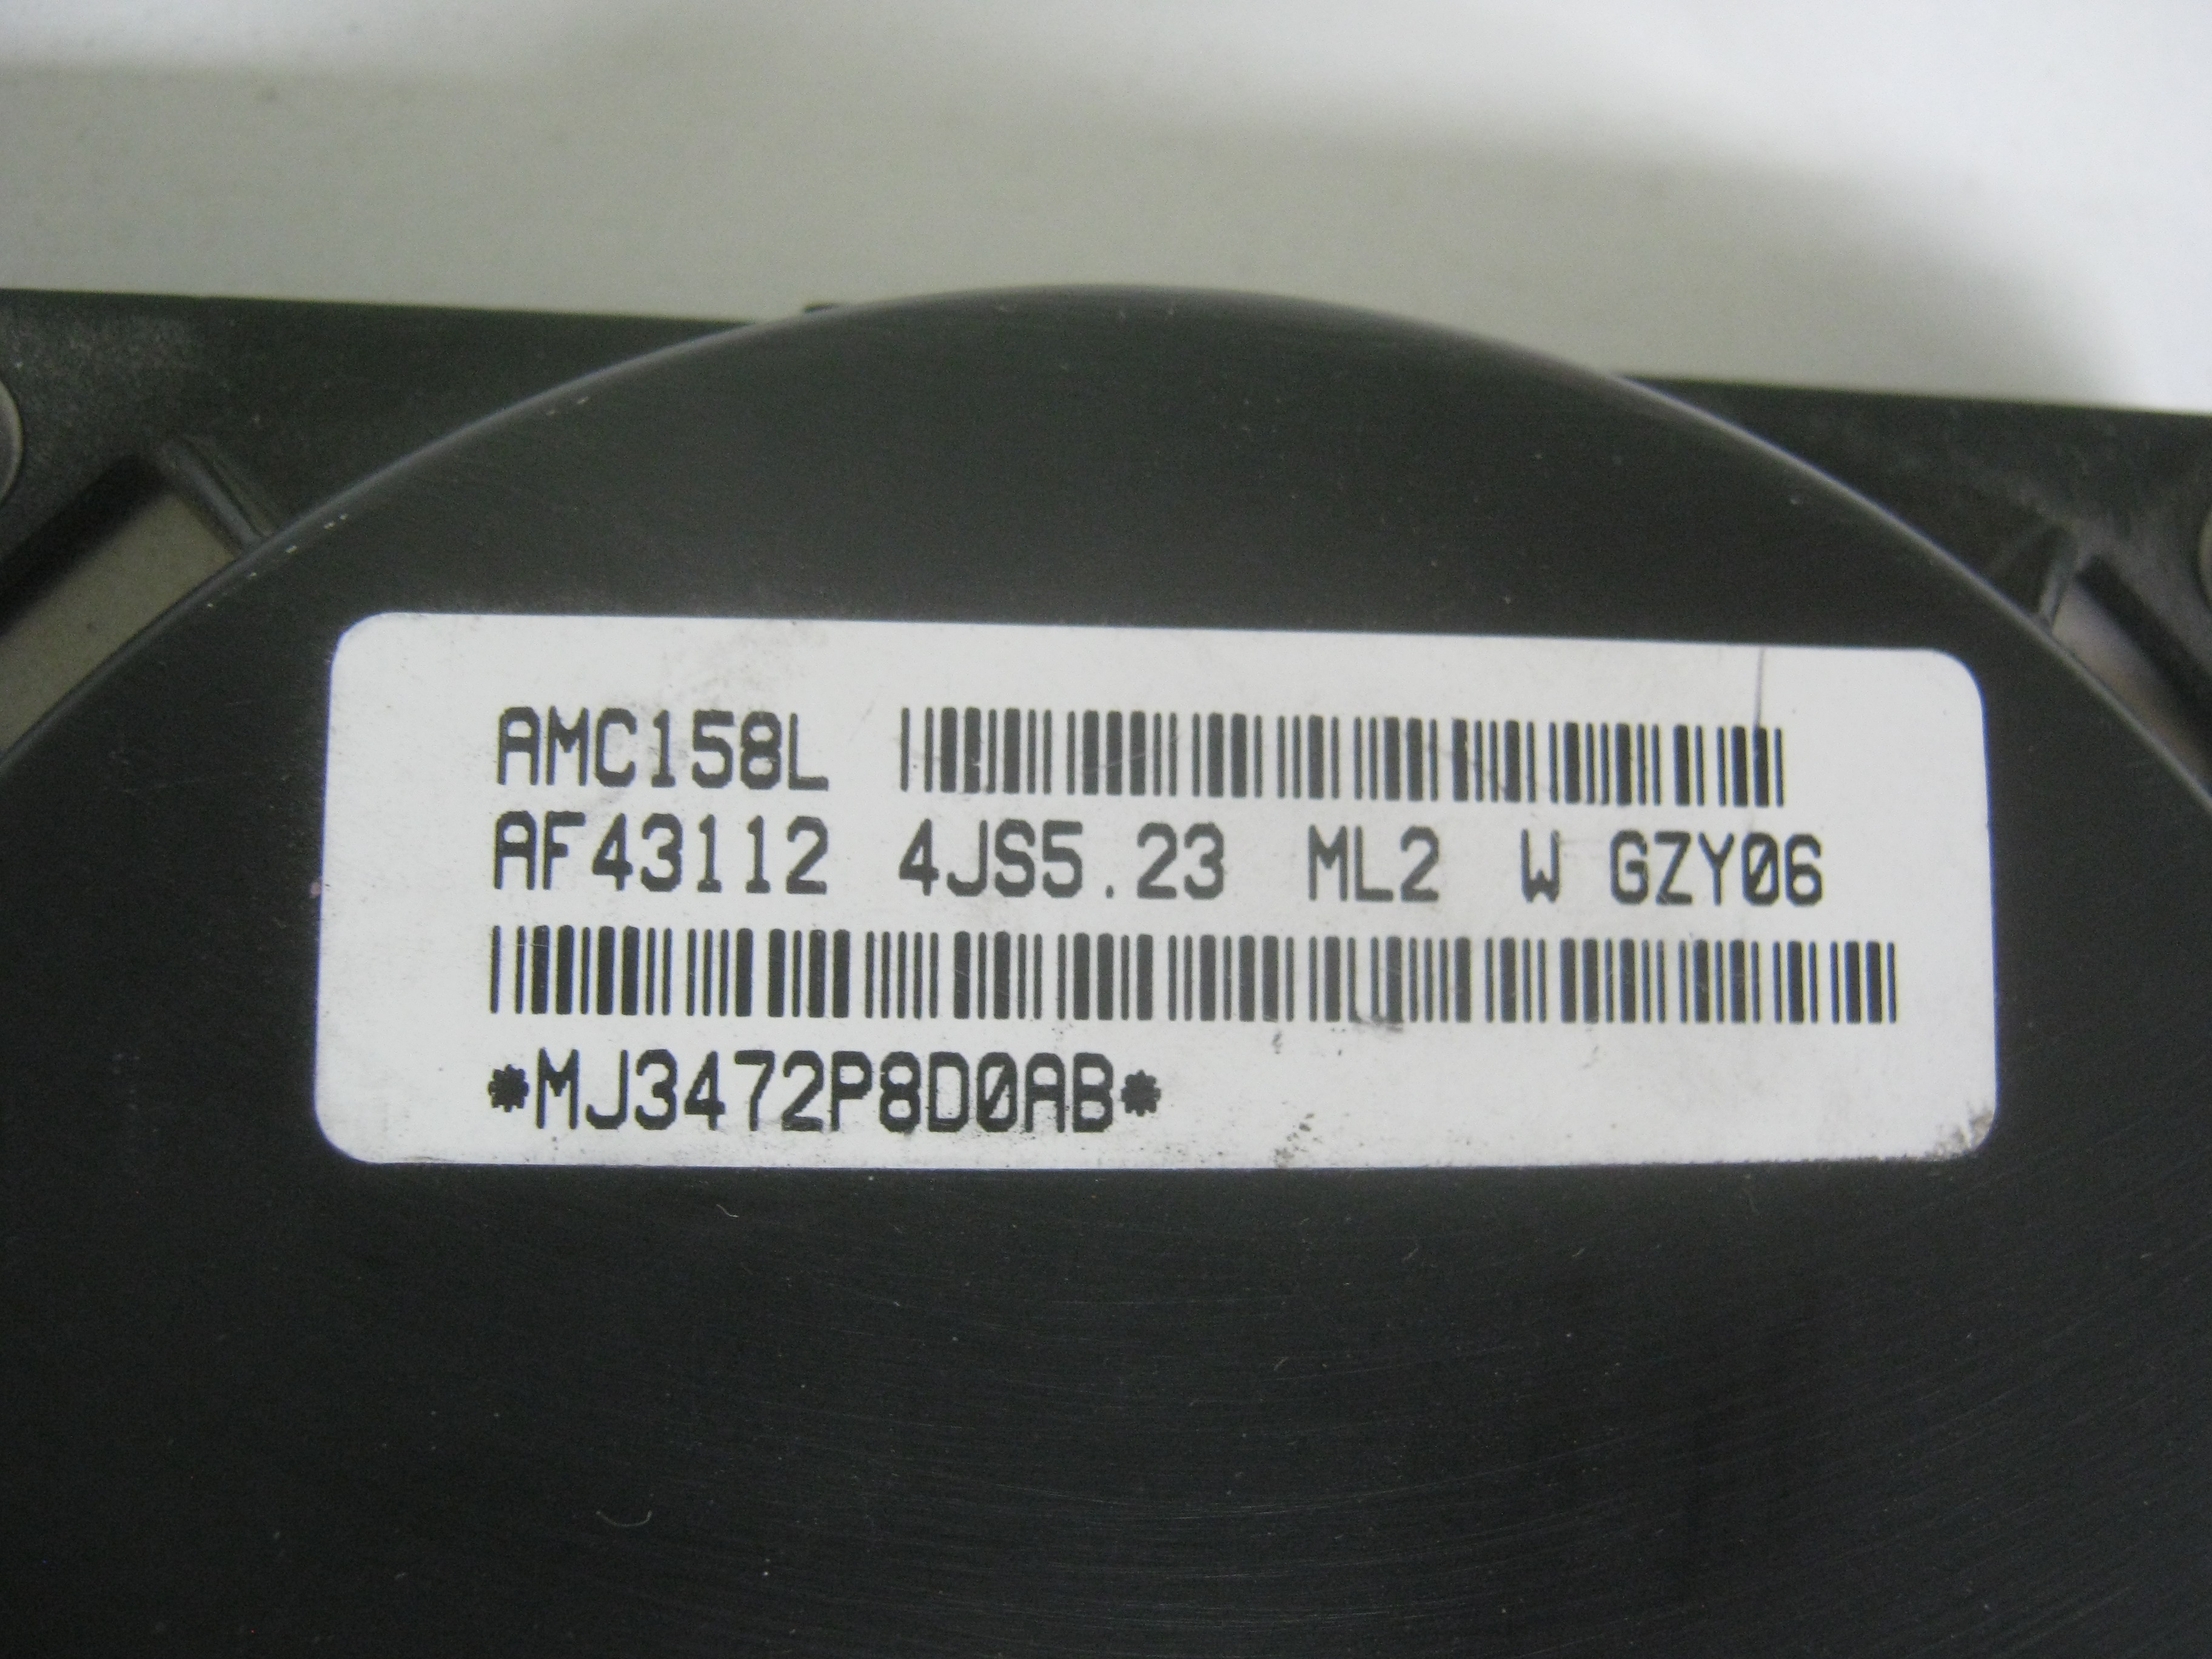 AMC158L
AF43112 4JS5.23 ML2 W GZY06
*MJ3472P8D0AB*